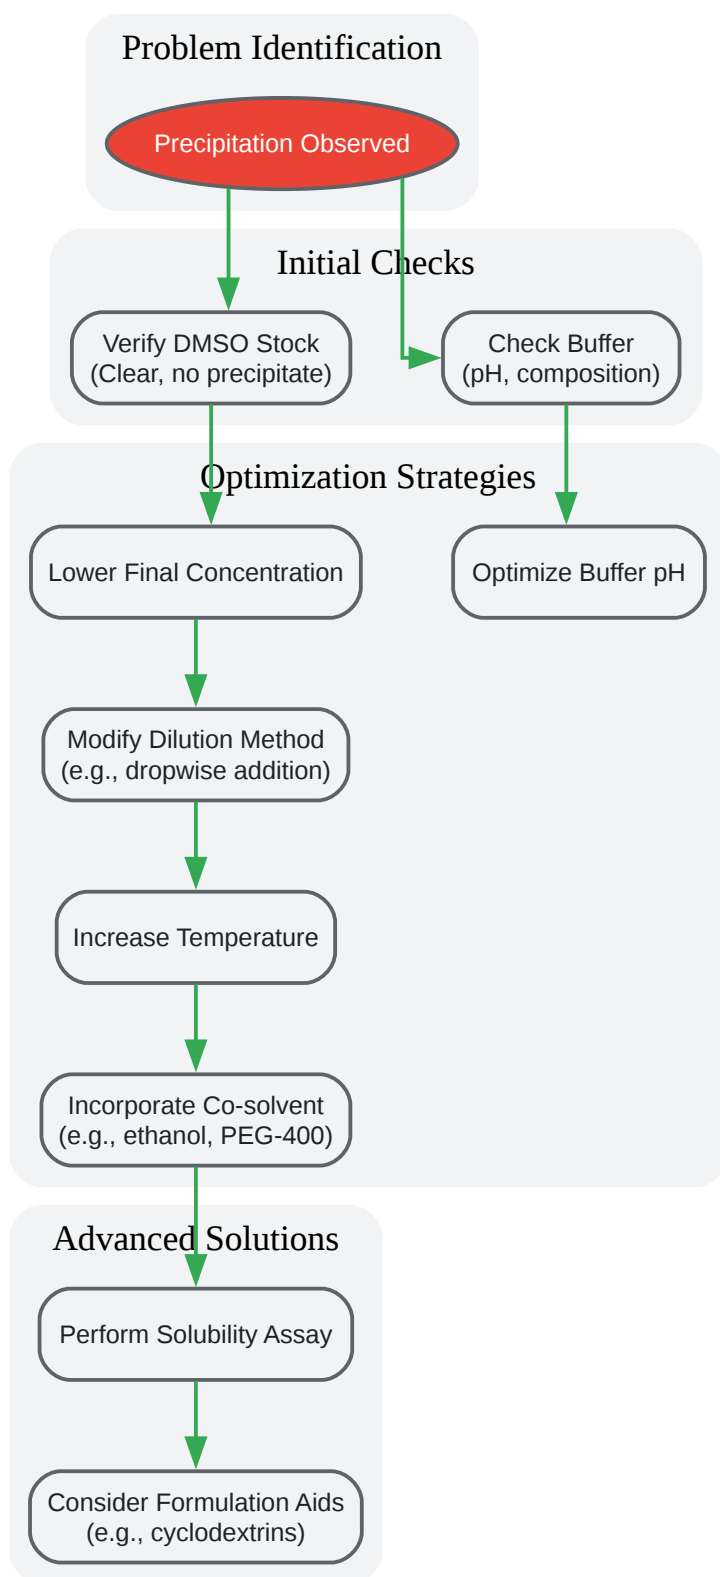 Problem Identification
Precipitation Observed
Initial Checks
Verify DMSO Stock
(Clear, no precipitate)
Check Buffer
(pH, composition)
Optimization Strategies
Lower Final Concentration
Optimize Buffer pH
Modify Dilution Method
(e.g., dropwise addition)
Increase Temperature
Incorporate Co-solvent
(e.g., ethanol, PEG-400)
Advanced Solutions
Perform Solubility Assay
Consider Formulation Aids
(e.g., cyclodextrins)